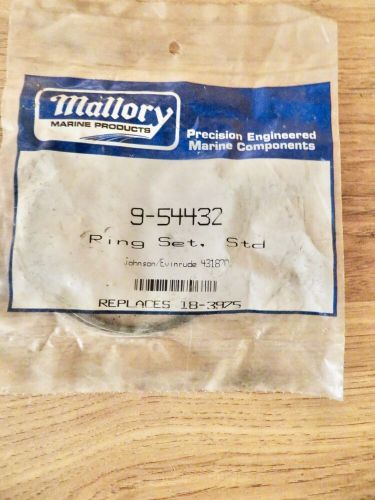 Mallory
MARINE PRODUCTS
Precision Engineered
Marine Components
9-54432
Ring Set, Std
Johnson/Evinrude 431870
REPLACES 18-3975